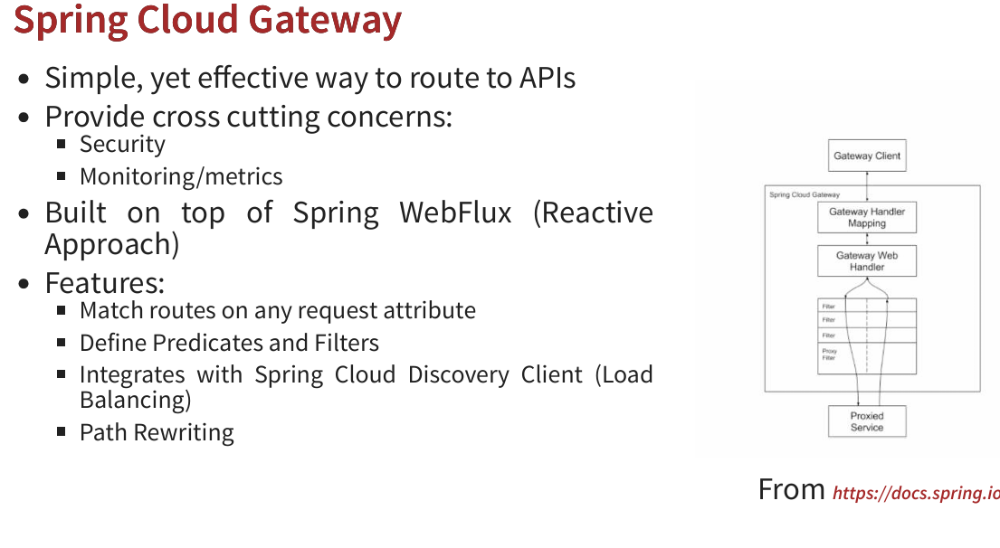 Spring Cloud Gateway
• Simple, yet effective way to route to APIs
• Provide cross cutting concerns:
▪ Security
▪ Monitoring/metrics
• Built on top of Spring WebFlux (Reactive
Approach)
• Features:
▪ Match routes on any request attribute
▪ Define Predicates and Filters
▪ Integrates with Spring Cloud Discovery Client (Load
Balancing)
▪ Path Rewriting
Gateway Client
Spring Cloud Gateway
Gateway Handler
Mapping
Gateway Web
Handler
Filter
Filter
Filter
Proxy
Filter
Proxied
Service
From https://docs.spring.io